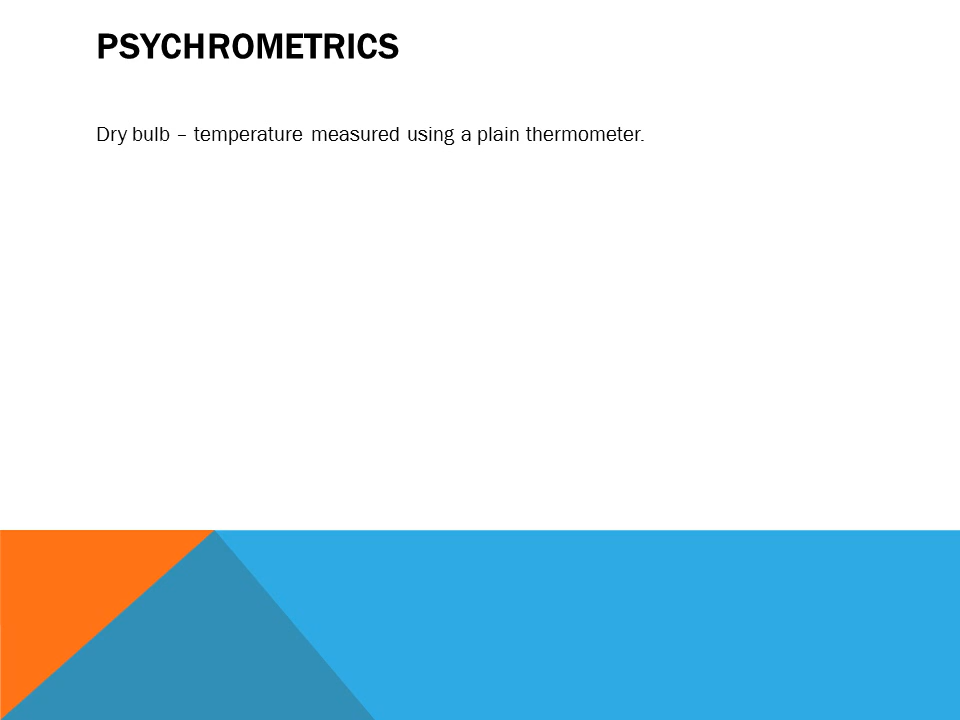 PSYCHROMETRICS
Dry bulb – temperature measured using a plain thermometer.